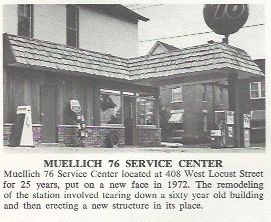 76
MUELLICH 76 SERVICE CENTER
Muellich 76 Service Center located at 408 West Locust Street
for 25 years, put on a new face in 1972. The remodeling
of the station involved tearing down a sixty year old building
and then erecting a new structure in its place.